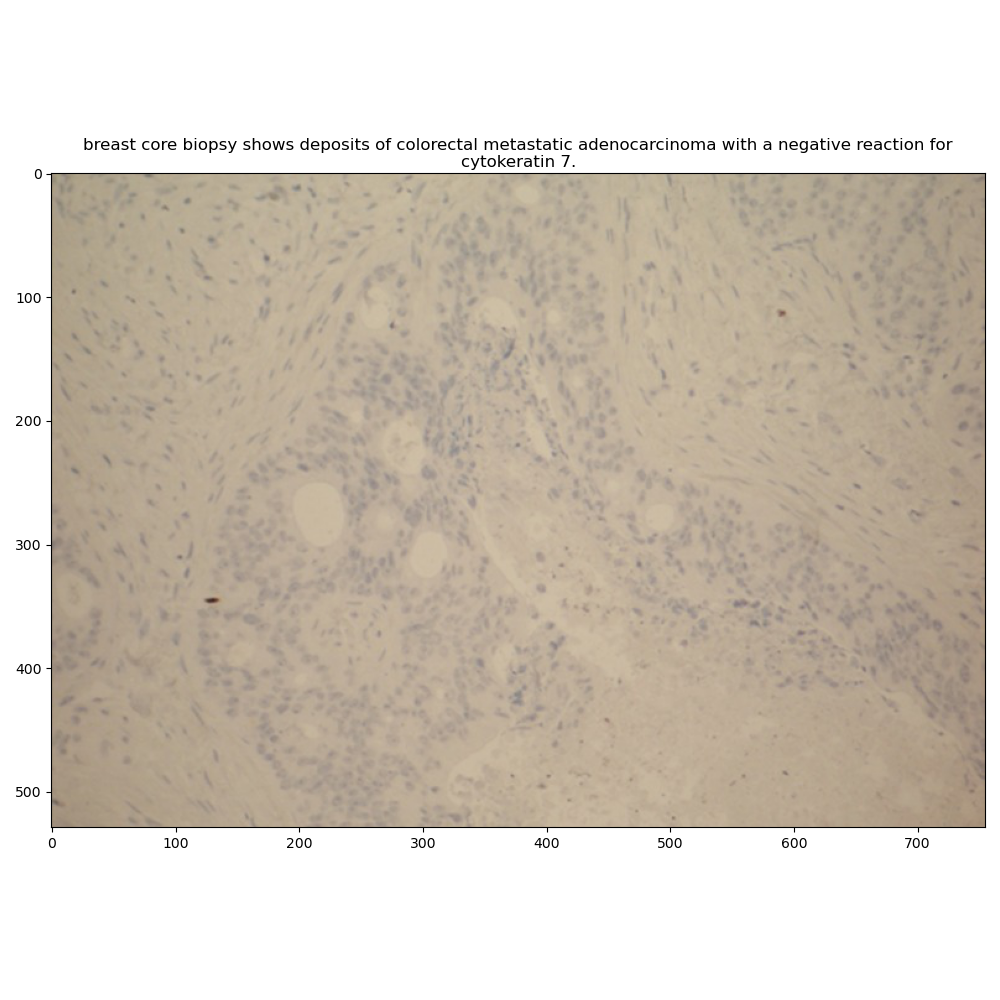 breast core biopsy shows deposits of colorectal metastatic adenocarcinoma with a negative reaction for
cytokeratin 7.
0
100
200
300
400
500
0 100 200 300 400 500 600 700